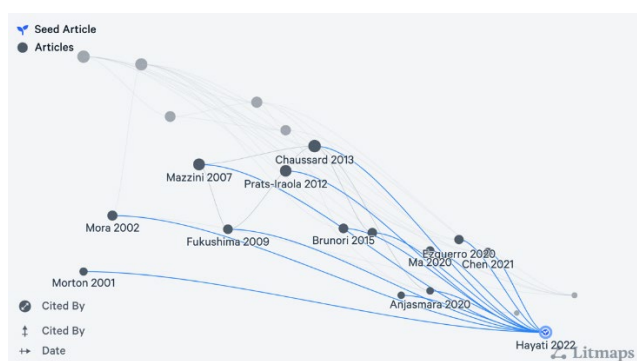 Seed Article
Articles
Chaussard 2013
Mazzini 2007
Prats-Iraola 2012
Mora 2002
Fukushima 2009
Brunori 2015
Ezquerro 2020
Ma 2020
Chen 2021
Morton 2001
Anjasmara 2020
Cited By
Cited By
Date
Hayati 2022
Litmaps